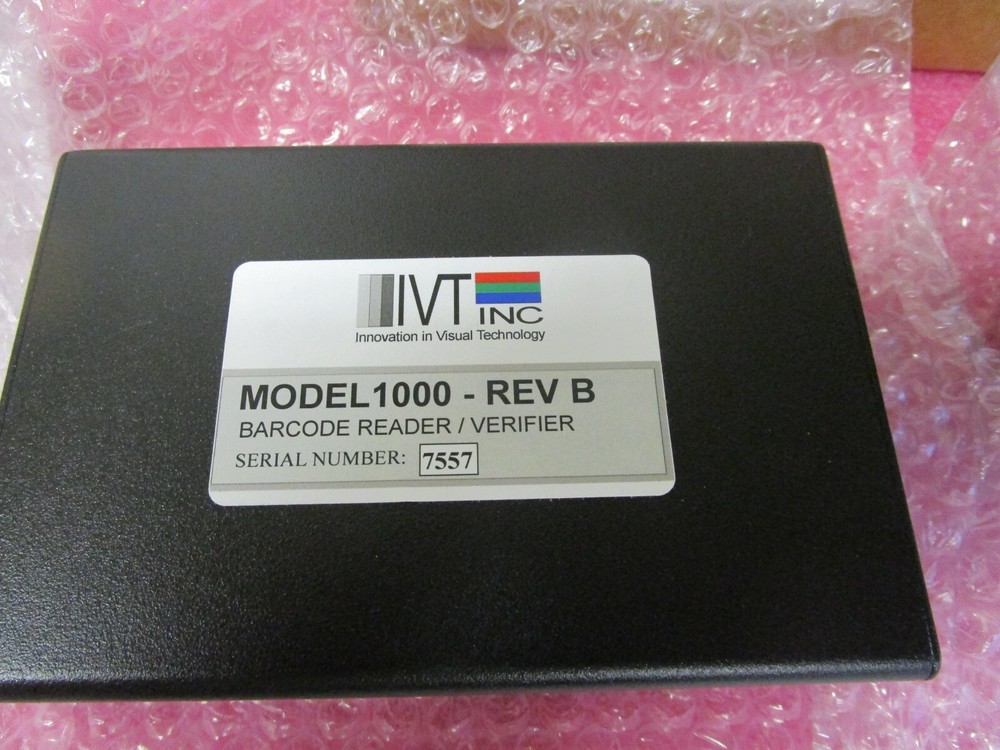 IVT INC
Innovation in Visual Technology
MODEL1000 - REV B
BARCODE READER / VERIFIER
SERIAL NUMBER: 7557